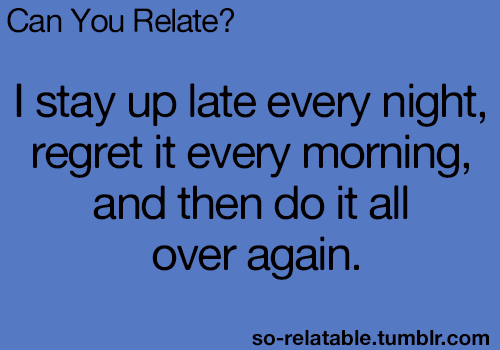 Can You Relate?
I stay up late every night,
regret it every morning,
and then do it all
over again.
so-relatable.tumblr.com